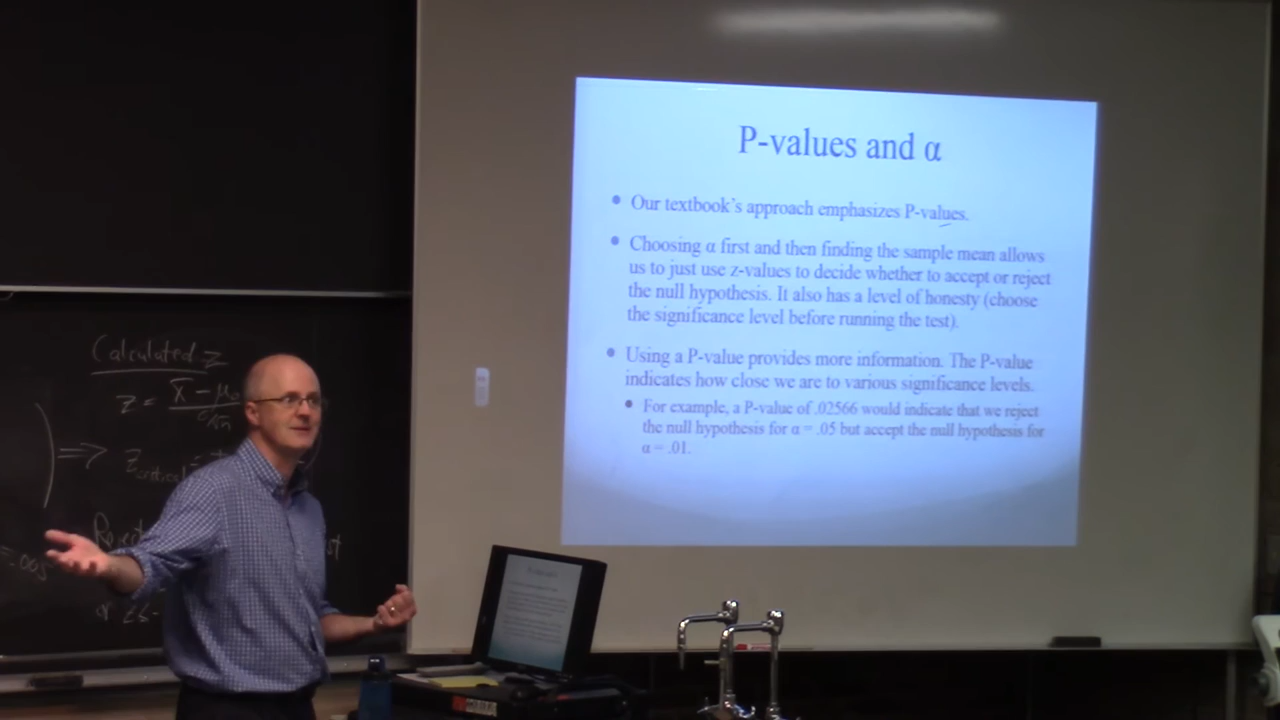 P-values and α
• Our textbook's approach emphasizes P-values.
• Choosing α first and then finding the sample mean allows
us to just use z-values to decide whether to accept or reject
the null hypothesis. It also has a level of honesty (choose
the significance level before running the test).
• Using a P-value provides more information. The P-value
indicates how close we are to various significance levels.
• For example, a P-value of .02566 would indicate that we reject
the null hypothesis for α = .05 but accept the null hypothesis for
α = .01.
Calculated z
z = x̄ - μ₀
σ/√n
⇒ z critical